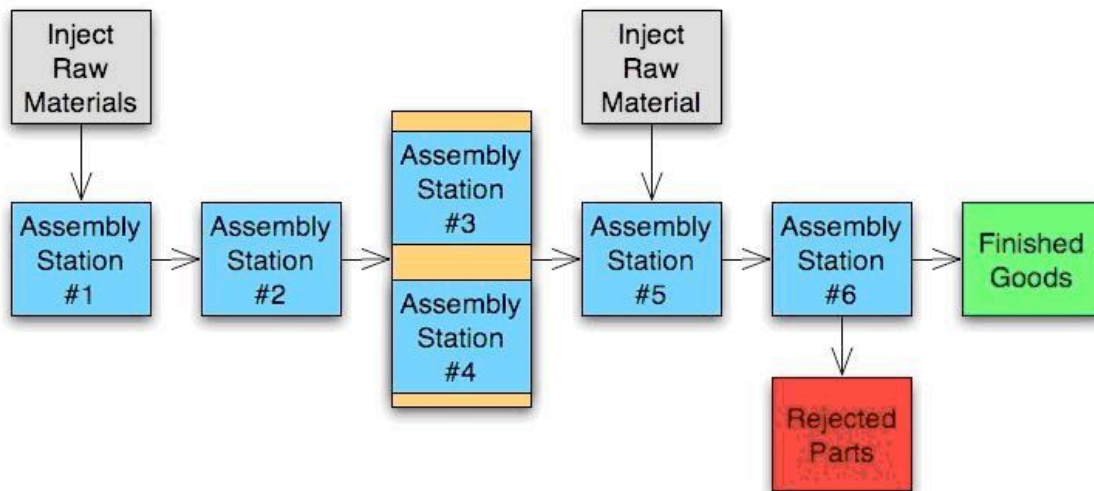 Inject
Raw
Materials
Inject
Raw
Material
Assembly
Station
#3
Assembly
Station
#1
Assembly
Station
#2
Assembly
Station
#4
Assembly
Station
#5
Assembly
Station
#6
Finished
Goods
Rejected
Parts